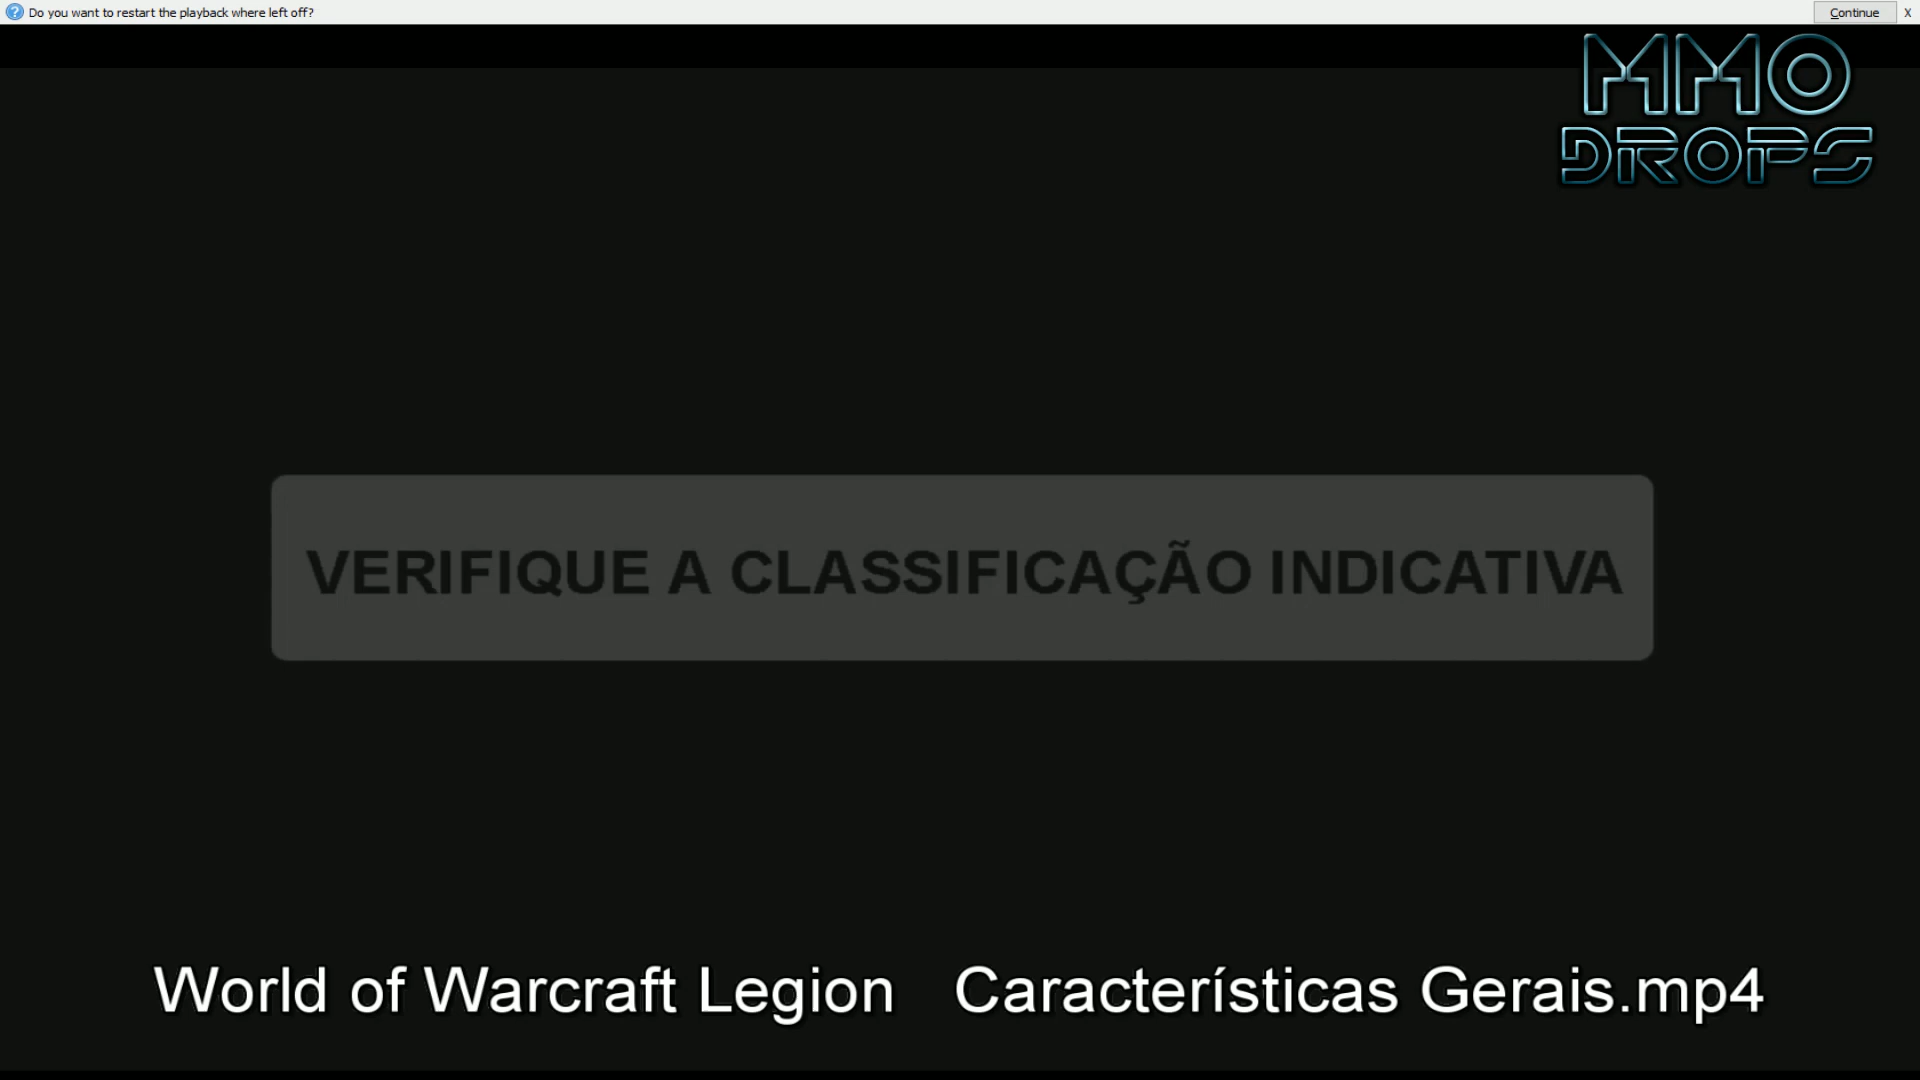 Do you want to restart the playback where left off?
Continue X
MMO
DROPS
VERIFIQUE A CLASSIFICAÇÃO INDICATIVA
World of Warcraft Legion    Características Gerais.mp4